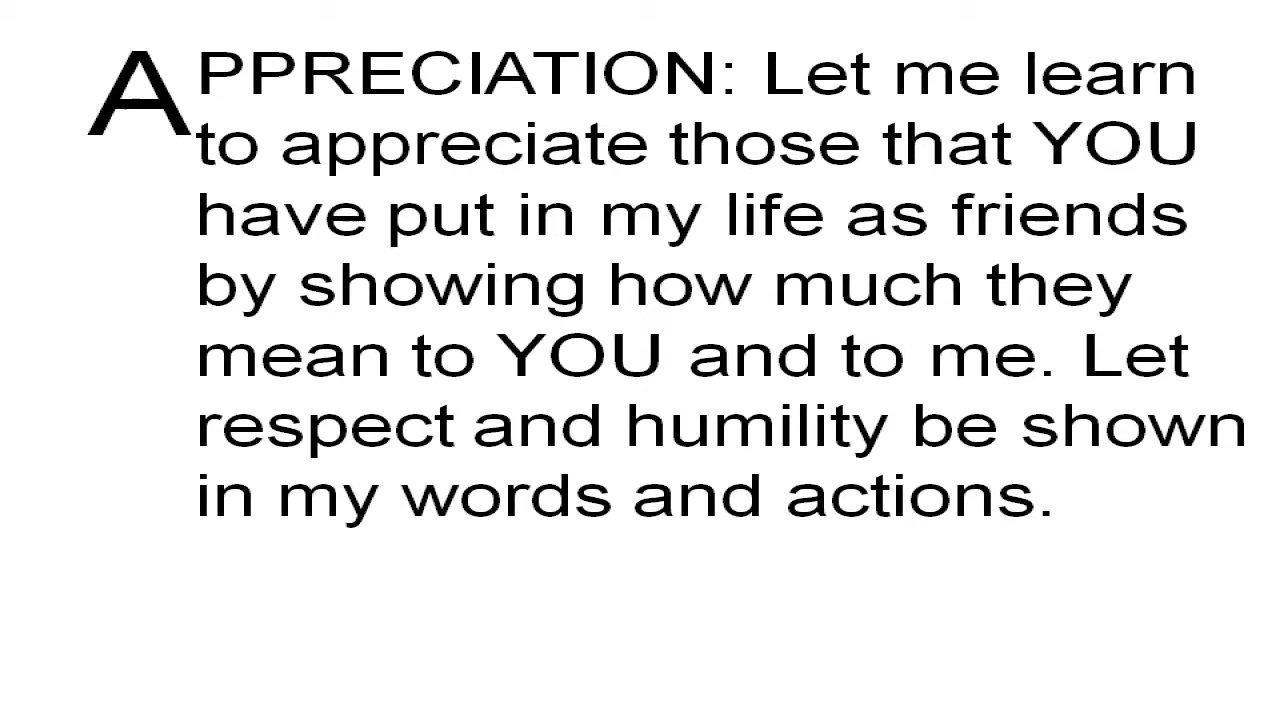 APPRECIATION: Let me learn
to appreciate those that YOU
have put in my life as friends
by showing how much they
mean to YOU and to me. Let
respect and humility be shown
in my words and actions.